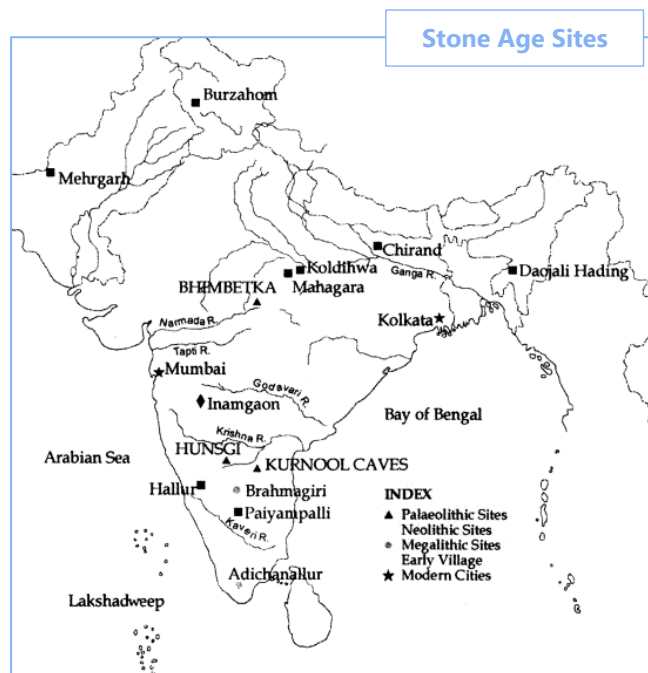 Stone Age Sites
Burzahom
Mehrgarh
Chirand
Koldihwa
Ganga R.
Daojali Hading
BHIMBETKA
Mahagara
Narmada R.
Kolkata
Tapti R.
Mumbai
Godavari R.
Inamgaon
Bay of Bengal
Krishna R.
HUNSGI
Arabian Sea
KURNOOL CAVES
Hallur
Brahmagiri
INDEX
Paiyampalli
Palaeolithic Sites
Neolithic Sites
Kaveri R.
Megalithic Sites
Early Village
Adichanallur
Modern Cities
Lakshadweep